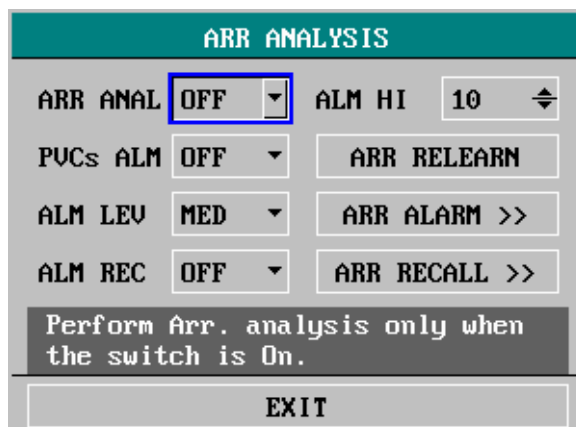 ARR ANALYSIS
ARR ANAL OFF ALM HI 10
PVCs ALM OFF ARR RELEARN
ALM LEV MED ARR ALARM >>
ALM REC OFF ARR RECALL >>
Perform Arr. analysis only when
the switch is On.
EXIT